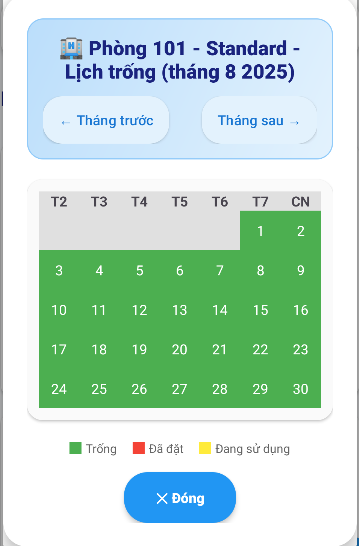 🏨 Phòng 101 - Standard -
Lịch trống (tháng 8 2025)
← Tháng trước Tháng sau →
T2 T3 T4 T5 T6 T7 CN
1 2
3 4 5 6 7 8 9
10 11 12 13 14 15 16
17 18 19 20 21 22 23
24 25 26 27 28 29 30
Trống Đã đặt Đang sử dụng
× Đóng